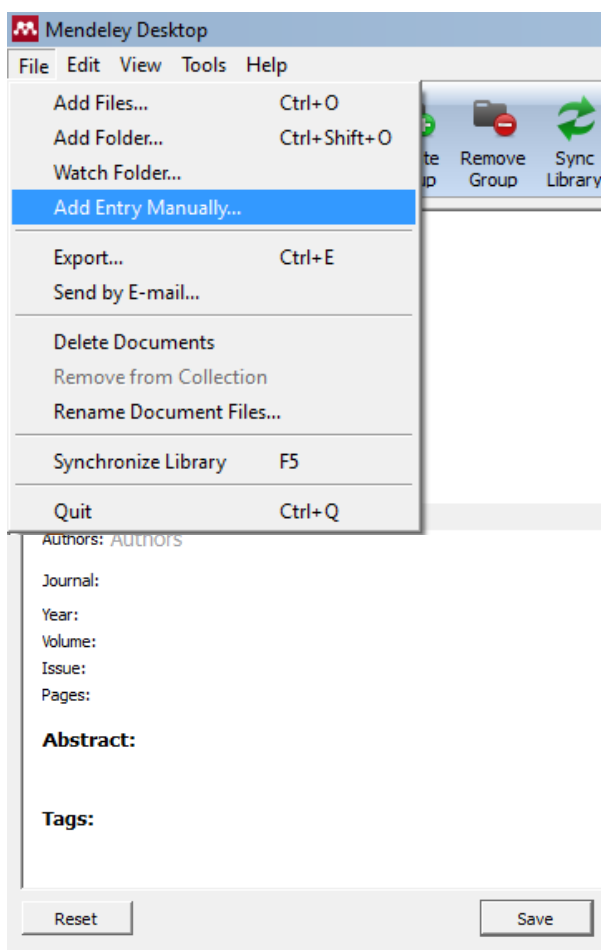 Mendeley Desktop
File Edit View Tools Help
Add Files... Ctrl+O
Add Folder... Ctrl+Shift+O
Watch Folder...
Add Entry Manually...
Remove Group
Sync Library
Export... Ctrl+E
Send by E-mail...
Delete Documents
Remove from Collection
Rename Document Files...
Synchronize Library F5
Quit Ctrl+Q
Authors: Authors
Journal:
Year:
Volume:
Issue:
Pages:
Abstract:
Tags:
Reset Save